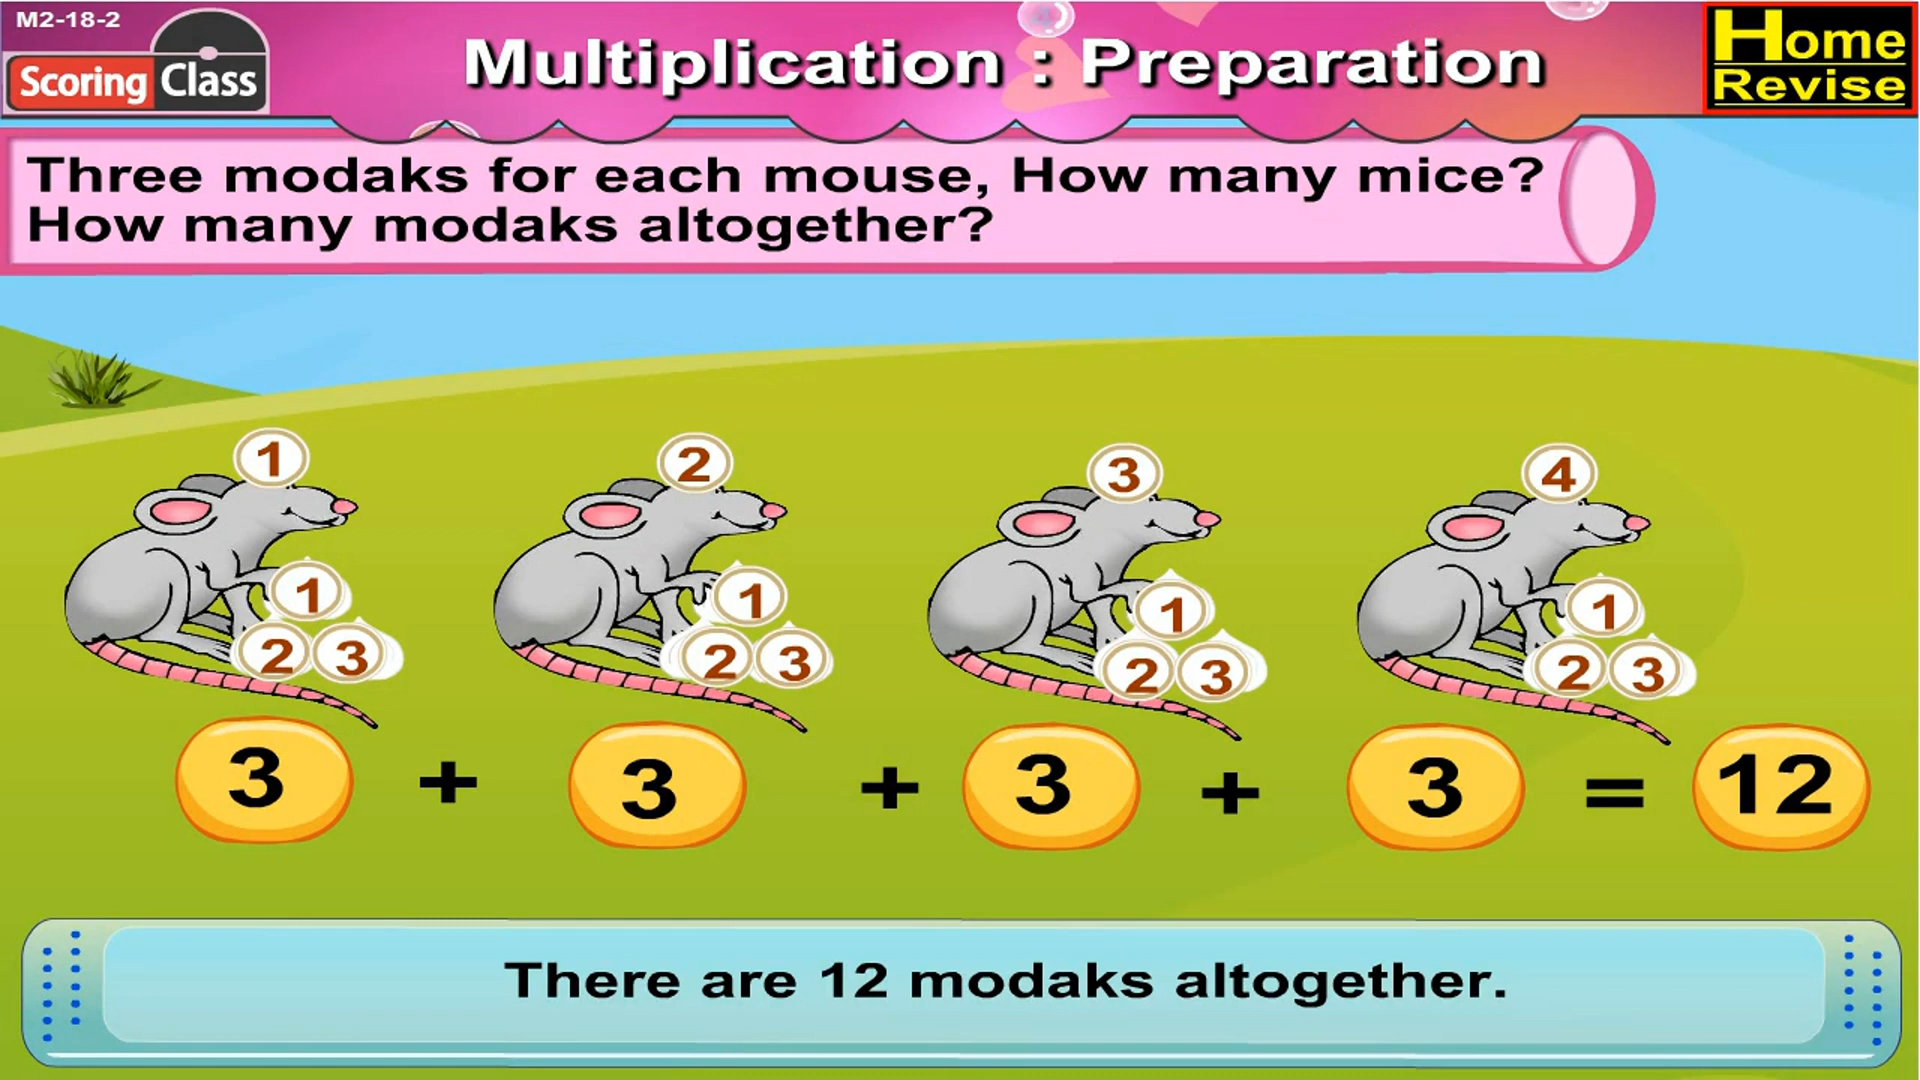 M2-18-2
Scoring Class
Multiplication : Preparation
Home
Revise
Three modaks for each mouse, How many mice?
How many modaks altogether?
1 2 3 4
1 1 1 1
2 3 2 3 2 3 2 3
3 + 3 + 3 + 3 = 12
There are 12 modaks altogether.